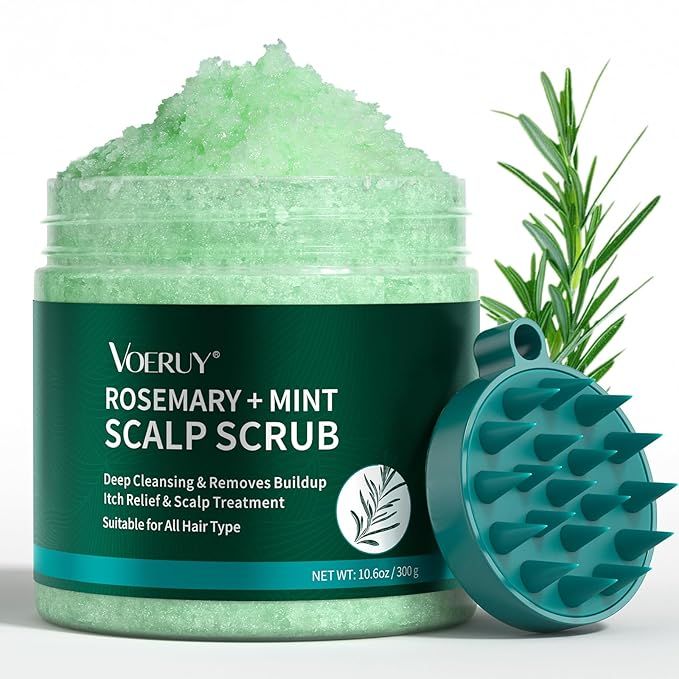 VOERUY®
ROSEMARY + MINT
SCALP SCRUB
Deep Cleansing & Removes Buildup
Itch Relief & Scalp Treatment
Suitable for All Hair Type
NET WT: 10.6oz / 300 g